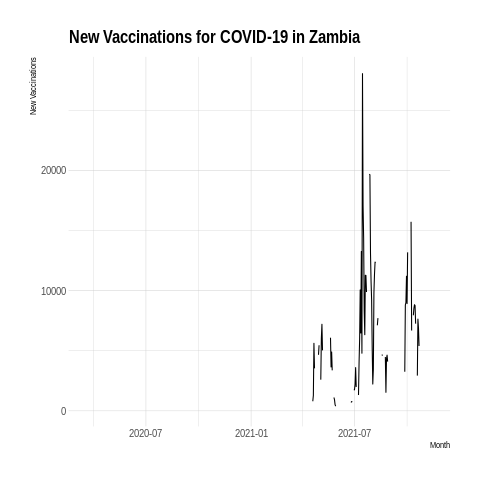 New Vaccinations for COVID-19 in Zambia
New Vaccinations
20000
10000
0
2020-07
2021-01
2021-07
Month